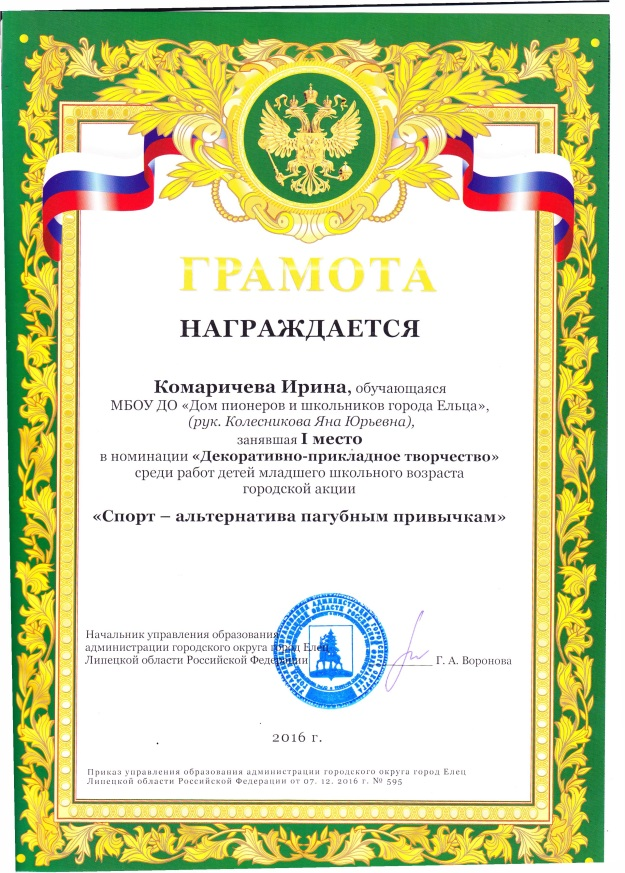 ГРАМОТА
НАГРАЖДАЕТСЯ
Комаричева Ирина, обучающаяся
МБОУ ДО «Дом пионеров и школьников города Ельца»,
(рук. Колесникова Яна Юрьевна),
занявшая I место
в номинации «Декоративно-прикладное творчество»
среди работ детей младшего школьного возраста
городской акции
«Спорт – альтернатива пагубным привычкам»
Начальник управления образования
администрации городского округа город Елец
Липецкой области Российской Федерации Г. А. Воронова
2016 г.
Приказ управления образования администрации городского округа город Елец
Липецкой области Российской Федерации от 07. 12. 2016 г. № 595